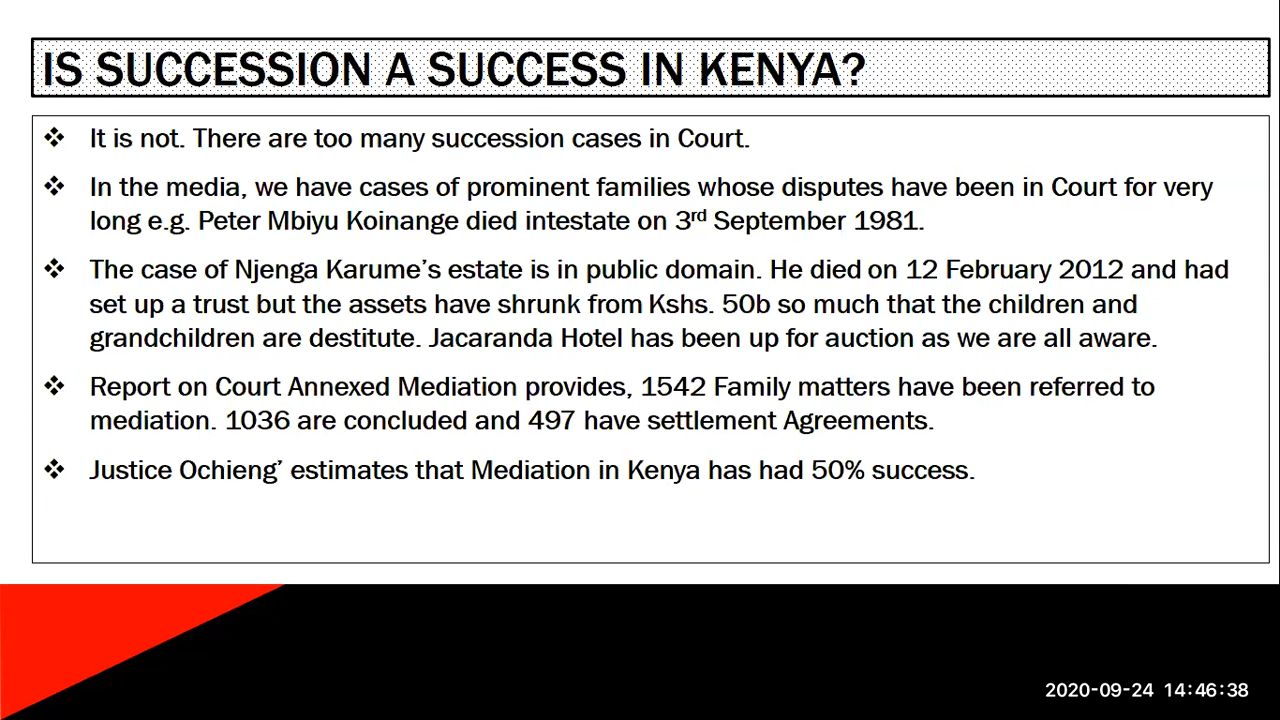 IS SUCCESSION A SUCCESS IN KENYA?
❖ It is not. There are too many succession cases in Court.
❖ In the media, we have cases of prominent families whose disputes have been in Court for very
long e.g. Peter Mbiyu Koinange died intestate on 3rd September 1981.
❖ The case of Njenga Karume’s estate is in public domain. He died on 12 February 2012 and had
set up a trust but the assets have shrunk from Kshs. 50b so much that the children and
grandchildren are destitute. Jacaranda Hotel has been up for auction as we are all aware.
❖ Report on Court Annexed Mediation provides, 1542 Family matters have been referred to
mediation. 1036 are concluded and 497 have settlement Agreements.
❖ Justice Ochieng’ estimates that Mediation in Kenya has had 50% success.
2020-09-24 14:46:38